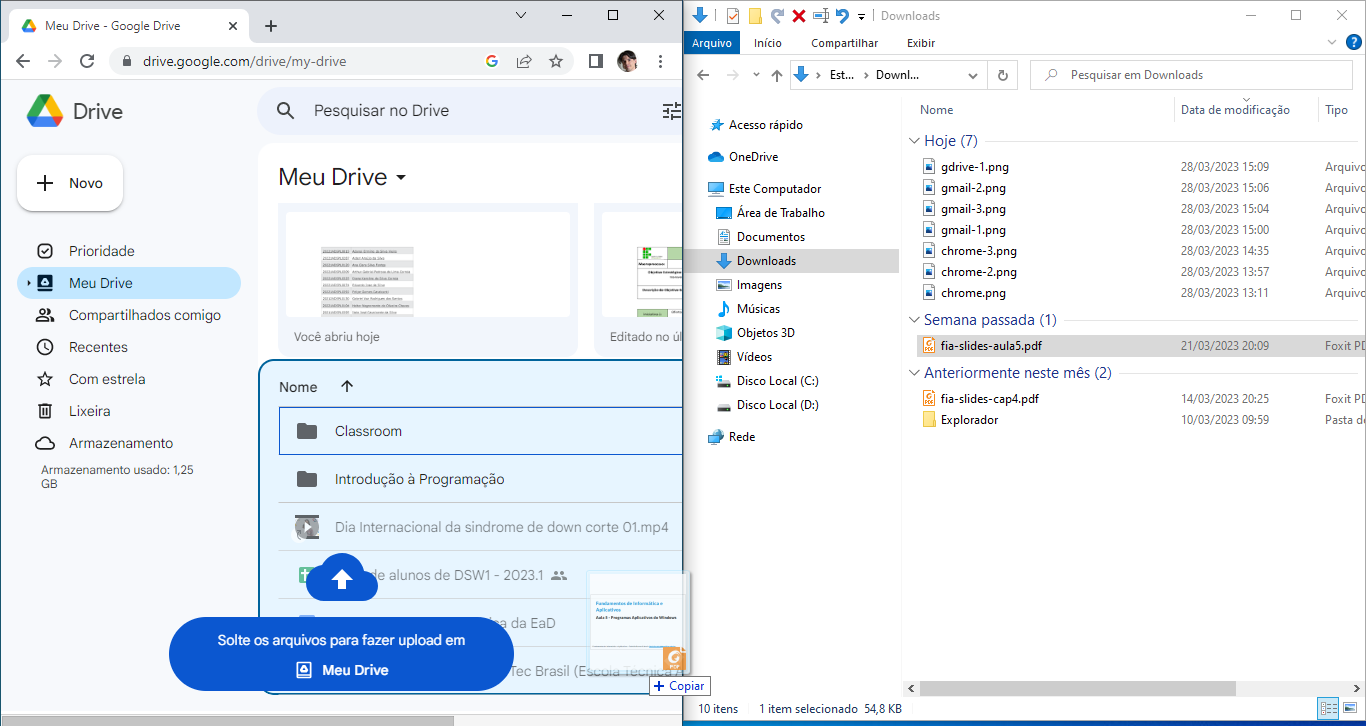 Meu Drive - Google Drive
drive.google.com/drive/my-drive
Drive
Pesquisar no Drive
Novo
Prioridade
Meu Drive
Compartilhados comigo
Recentes
Com estrela
Lixeira
Armazenamento
Armazenamento usado: 1,25
GB
Meu Drive
Você abriu hoje
Editado no úl
Nome
Classroom
Introdução à Programação
Dia Internacional da sindrome de down corte 01.mp4
de alunos de DSW1 - 2023.1
da EaD
Tec Brasil (Escola Técnica A
Solte os arquivos para fazer upload em
Meu Drive
Fundamentos de Informática e
Aplicativos
Aula 5 - Programas Aplicativos do Windows
PDF
Copiar
Downloads
Arquivo
Início
Compartilhar
Exibir
Est...
Downl...
Pesquisar em Downloads
Acesso rápido
OneDrive
Este Computador
Área de Trabalho
Documentos
Downloads
Imagens
Músicas
Objetos 3D
Vídeos
Disco Local (C:)
Disco Local (D:)
Rede
Nome Data de modificação Tipo
Hoje (7)
gdrive-1.png 28/03/2023 15:09 Arquivo
gmail-2.png 28/03/2023 15:06 Arquivo
gmail-3.png 28/03/2023 15:04 Arquivo
gmail-1.png 28/03/2023 15:00 Arquivo
chrome-3.png 28/03/2023 14:35 Arquivo
chrome-2.png 28/03/2023 13:57 Arquivo
chrome.png 28/03/2023 13:11 Arquivo
Semana passada (1)
fia-slides-aula5.pdf 21/03/2023 20:09 Foxit PD
Anteriormente neste mês (2)
fia-slides-cap4.pdf 14/03/2023 20:25 Foxit PD
Explorador 10/03/2023 09:59 Pasta de
10 itens 1 item selecionado 54,8 KB